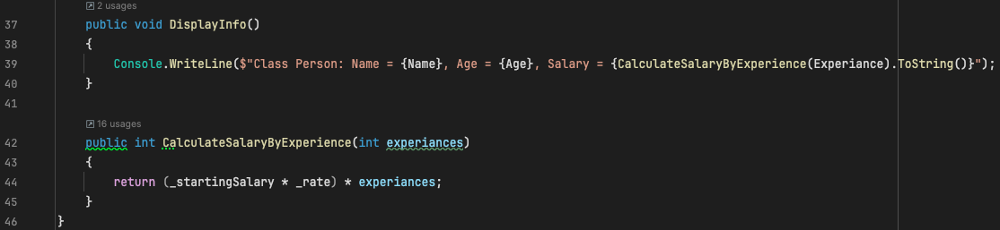 2 usages
37 public void DisplayInfo()
38 {
39 Console.WriteLine($"Class Person: Name = {Name}, Age = {Age}, Salary = {CalculateSalaryByExperience(Experiance).ToString()}");
40 }
41
16 usages
42 public int CalculateSalaryByExperience(int experiances)
43 {
44 return (_startingSalary * _rate) * experiances;
45 }
46 }